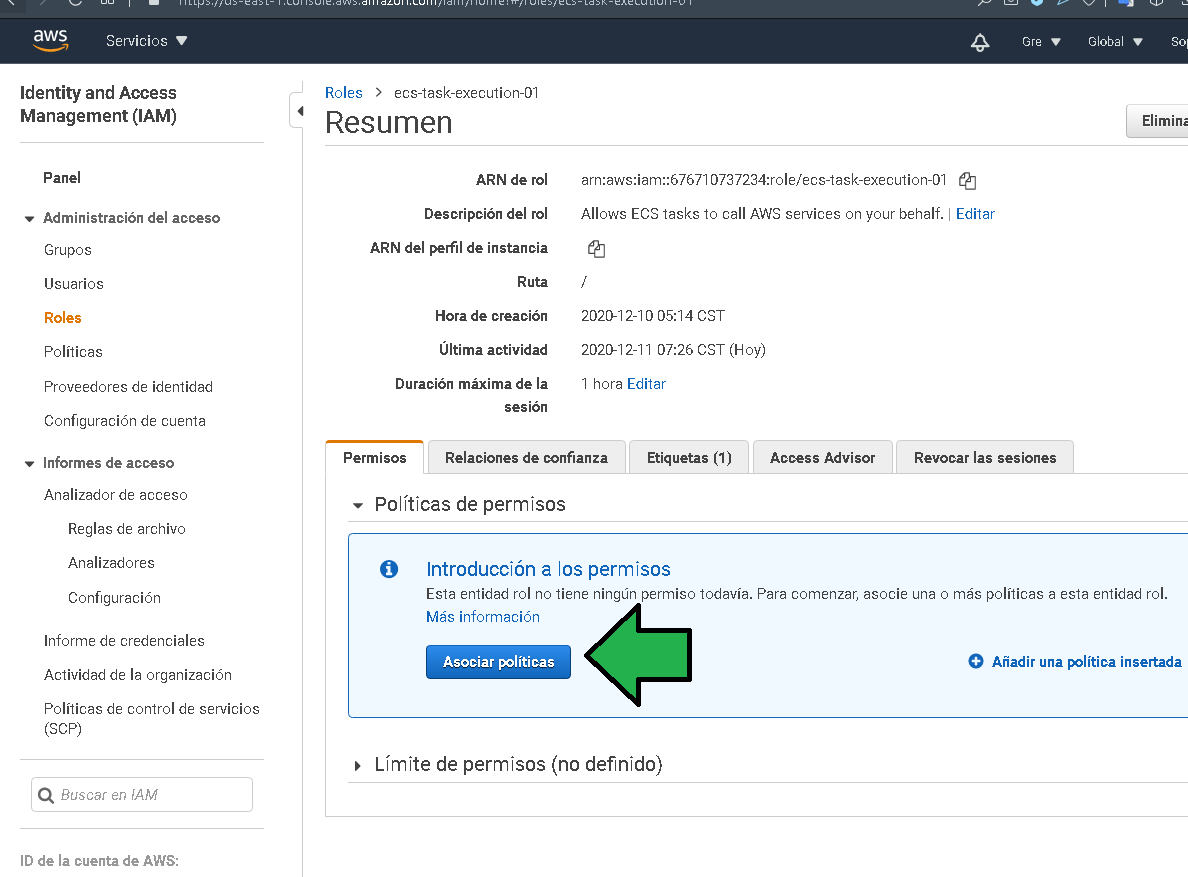 https://us-east-1.console.aws.amazon.com/iam/home?#/roles/ecs-task-execution-01
aws
Servicios
Gre
Global
Identity and Access
Management (IAM)
Panel
Administración del acceso
Grupos
Usuarios
Roles
Políticas
Proveedores de identidad
Configuración de cuenta
Informes de acceso
Analizador de acceso
Reglas de archivo
Analizadores
Configuración
Informe de credenciales
Actividad de la organización
Políticas de control de servicios
(SCP)
Buscar en IAM
ID de la cuenta de AWS:
Roles > ecs-task-execution-01
Resumen
Elimina
ARN de rol arn:aws:iam::676710737234:role/ecs-task-execution-01
Descripción del rol Allows ECS tasks to call AWS services on your behalf. | Editar
ARN del perfil de instancia
Ruta /
Hora de creación 2020-12-10 05:14 CST
Última actividad 2020-12-11 07:26 CST (Hoy)
Duración máxima de la 1 hora Editar
sesión
Permisos Relaciones de confianza Etiquetas (1) Access Advisor Revocar las sesiones
Políticas de permisos
Introducción a los permisos
Esta entidad rol no tiene ningún permiso todavía. Para comenzar, asocie una o más políticas a esta entidad rol.
Más información
Asociar políticas
Añadir una política insertada
Límite de permisos (no definido)